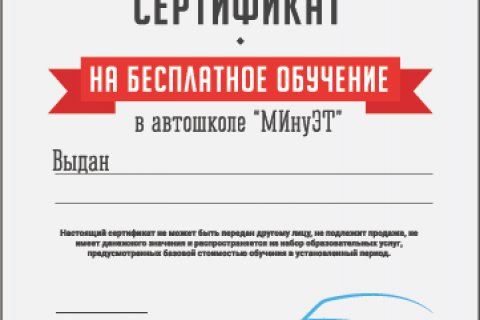 СЕРТИФИКАТ
НА БЕСПЛАТНОЕ ОБУЧЕНИЕ
в автошколе "МИнуЭТ"
Выдан
Настоящий сертификат не может быть передан другому лицу, не подлежит продаже, не
имеет денежного значения и распространяется на набор образовательных услуг,
предусмотренных базовой стоимостью обучения в установленный период.